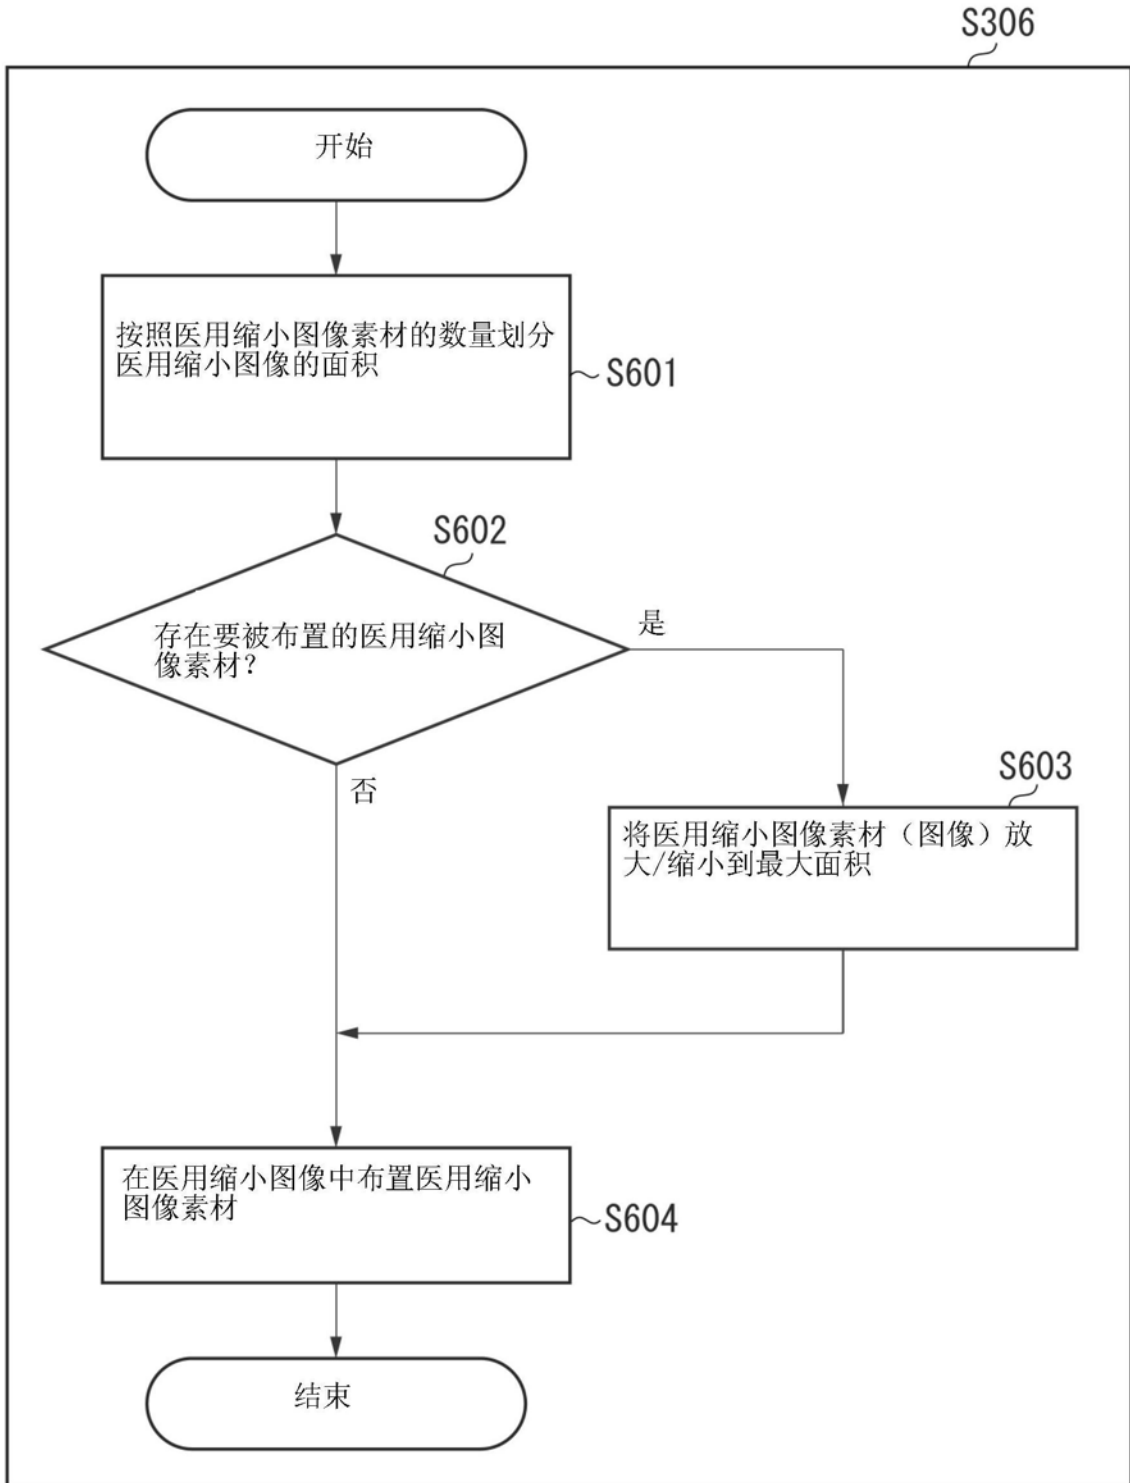 S306
开始
按照医用缩小图像素材的数量划分
医用缩小图像的面积
S601
S602
存在要被布置的医用缩小图
像素材？
是
否
S603
将医用缩小图像素材（图像）放
大/缩小到最大面积
在医用缩小图像中布置医用缩小
图像素材
S604
结束